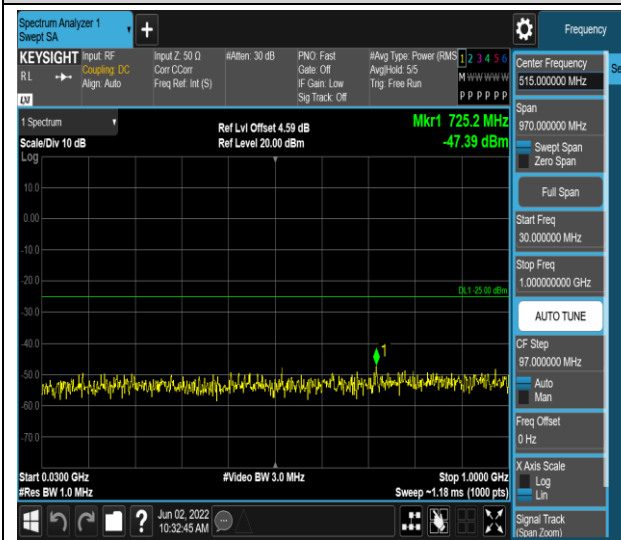 Spectrum Analyzer 1
Swept SA
+
Frequency
KEYSIGHT
R L
LXI
Input: RF
Coupling: DC
Align: Auto
Input Z: 50 Ω
Corr CCorr
Freq Ref: Int (S)
#Atten: 30 dB
PNO: Fast
Gate: Off
IF Gain: Low
Sig Track: Off
#Avg Type: Power (RMS
Avg|Hold: 5/5
Trig: Free Run
1 2 3 4 5 6
M W W W W W
P P P P P P
1 Spectrum
Scale/Div 10 dB
Log
Ref Lvl Offset 4.59 dB
Ref Level 20.00 dBm
Mkr1 725.2 MHz
-47.39 dBm
10.0
0.00
-10.0
-20.0
DL1 -25.00 dBm
-30.0
-40.0
1
-50.0
-60.0
-70.0
Start 0.0300 GHz
#Res BW 1.0 MHz
#Video BW 3.0 MHz
Stop 1.0000 GHz
Sweep ~1.18 ms (1000 pts)
?
Jun 02, 2022
10:32:45 AM
Center Frequency
515.000000 MHz
Se
Span
970.000000 MHz
Swept Span
Zero Span
Full Span
Start Freq
30.000000 MHz
Stop Freq
1.000000000 GHz
AUTO TUNE
CF Step
97.000000 MHz
Auto
Man
Freq Offset
0 Hz
X Axis Scale
Log
Lin
Signal Track
(Span Zoom)